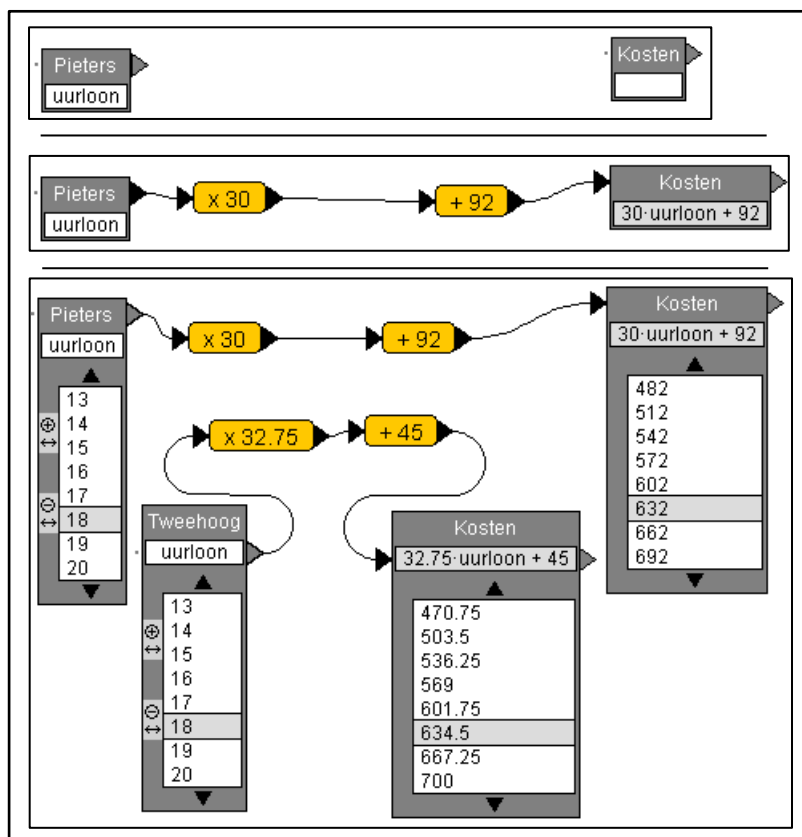 Pieters
uurloon
Kosten
Pieters
uurloon
x 30
+ 92
Kosten
30·uurloon + 92
Pieters
uurloon
13
14
15
16
17
18
19
20
x 30
+ 92
Kosten
30·uurloon + 92
482
512
542
572
602
632
662
692
x 32.75
+ 45
Tweehoog
uurloon
13
14
15
16
17
18
19
20
Kosten
32.75·uurloon + 45
470.75
503.5
536.25
569
601.75
634.5
667.25
700